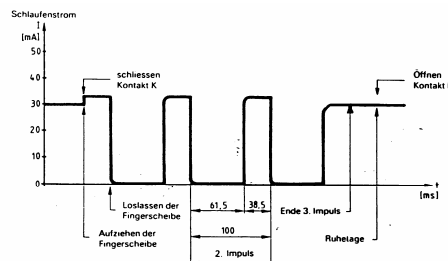 Schlaufenstrom
I
[mA]
50
40
30
20
10
0
schliessen
Kontakt K
Öffnen
Kontakt
t
[ms]
Loslassen der
Fingerscheibe
Aufziehen der
Fingerscheibe
61,5
38,5
100
2. Impuls
Ende 3. Impuls
Ruhelage